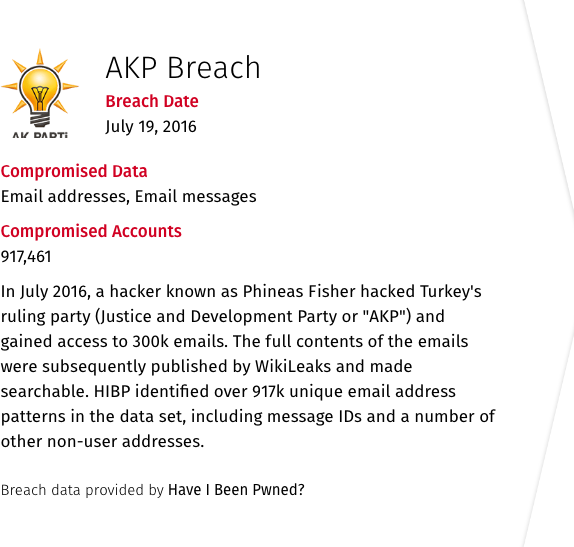 AK PARTİ
AKP Breach
Breach Date
July 19, 2016
Compromised Data
Email addresses, Email messages
Compromised Accounts
917,461
In July 2016, a hacker known as Phineas Fisher hacked Turkey's
ruling party (Justice and Development Party or "AKP") and
gained access to 300k emails. The full contents of the emails
were subsequently published by WikiLeaks and made
searchable. HIBP identified over 917k unique email address
patterns in the data set, including message IDs and a number of
other non-user addresses.
Breach data provided by Have I Been Pwned?